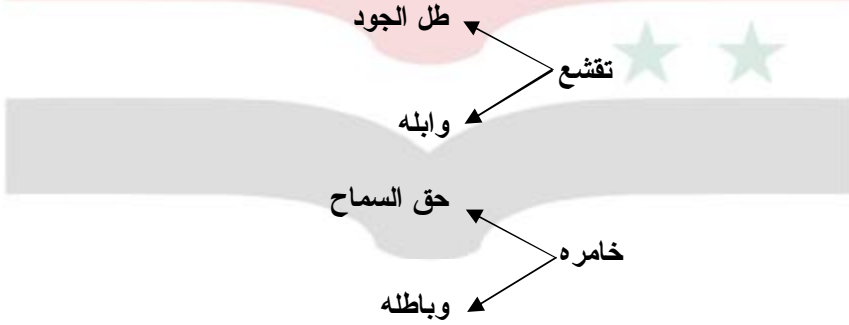 طل الجود
تقشع
وابله
حق السماح
خامره
وباطله